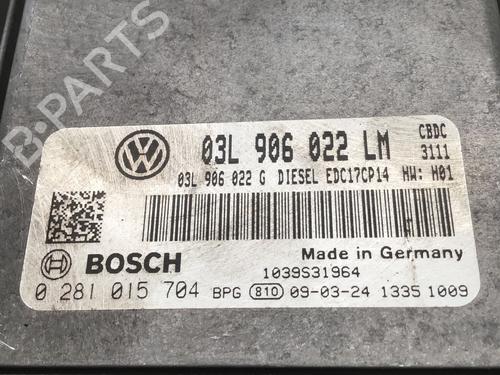 B-PARTS
03L 906 022 LM CBDC
3111
03L 906 022 G DIESEL EDC17CP14 HW: H01
BOSCH
Made in Germany
1039S31964
0 281 015 704 BPG 810 09-03-24 1335 1009